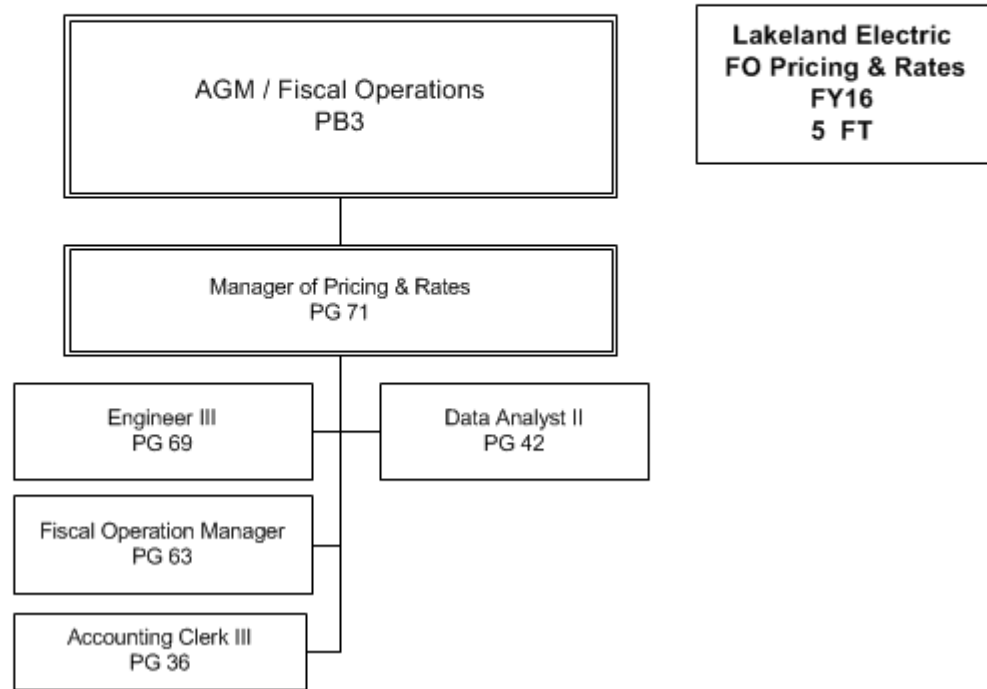 AGM / Fiscal Operations
PB3
Lakeland Electric
FO Pricing & Rates
FY16
5 FT
Manager of Pricing & Rates
PG 71
Engineer III
PG 69
Data Analyst II
PG 42
Fiscal Operation Manager
PG 63
Accounting Clerk III
PG 36